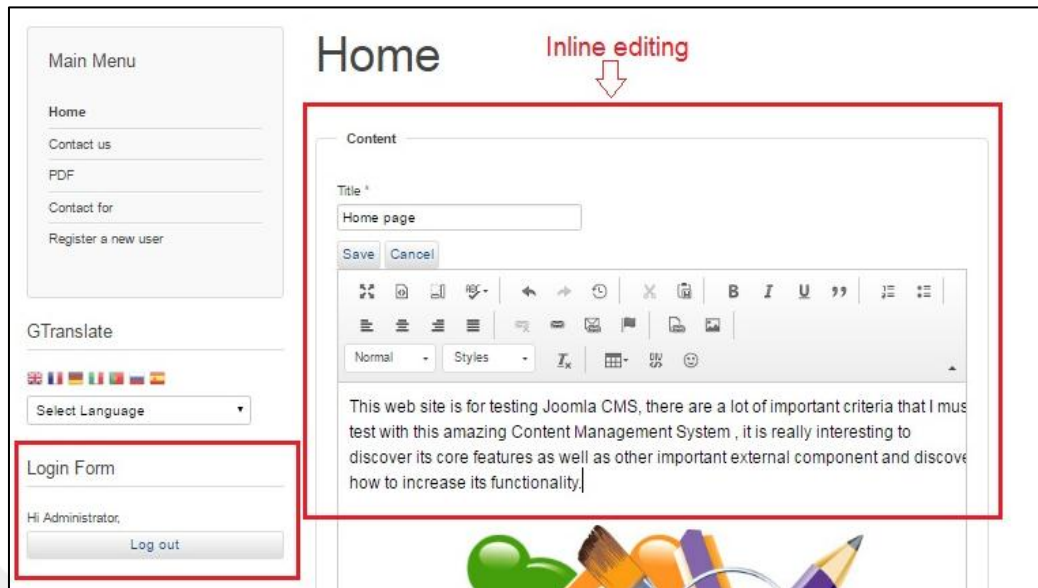 Main Menu
Home
Contact us
PDF
Contact for
Register a new user
GTranslate
Select Language
Login Form
Hi Administrator,
Log out
Home
Inline editing
Content
Title *
Home page
Save Cancel
ABC
B I U
Normal Styles Ix
DIV
This web site is for testing Joomla CMS, there are a lot of important criteria that I mus
test with this amazing Content Management System , it is really interesting to
discover its core features as well as other important external component and discove
how to increase its functionality.